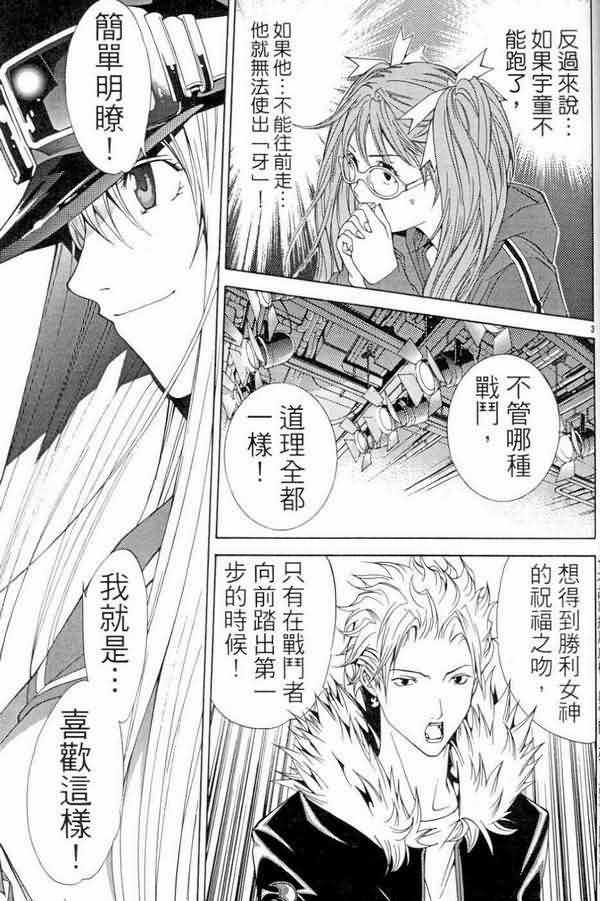 反過來說…
如果宇童不
能跑了，
如果他…不能往前走…
他就無法使出「牙」！
不管哪種
戰鬥，
道理全都
一樣！
想得到勝利女神
的祝福之吻，
只有在戰鬥者
向前踏出第一
步的時候！
簡單明瞭！
我就是…
喜歡這樣！
3